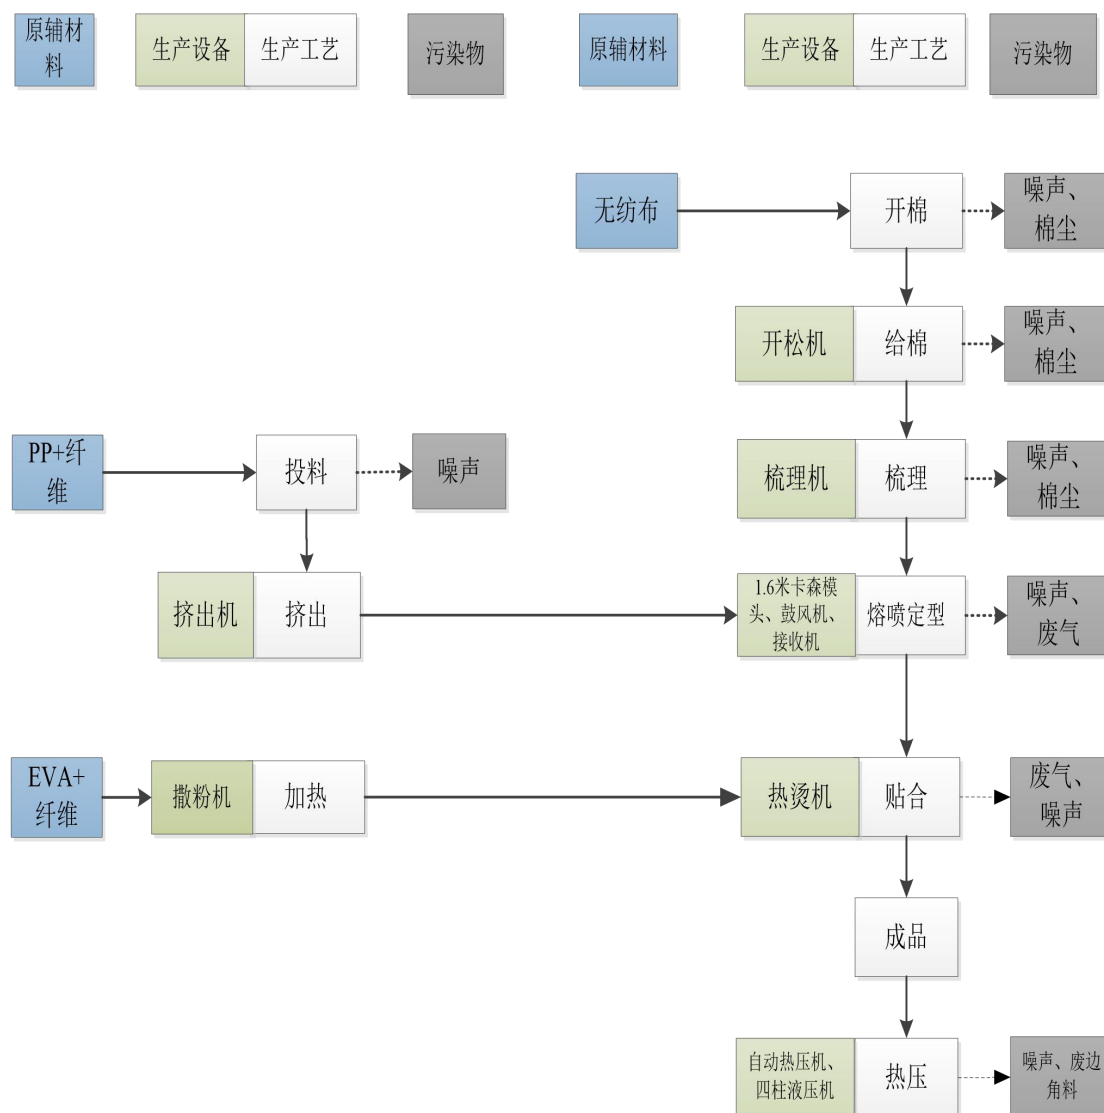 原辅材
料
生产设备
生产工艺
污染物
原辅材料
生产设备
生产工艺
污染物
无纺布
开棉
噪声、
棉尘
开松机
给棉
噪声、
棉尘
PP+纤
维
投料
噪声
梳理机
梳理
噪声、
棉尘
挤出机
挤出
1.6米卡森模
头、鼓风机、
接收机
熔喷定型
噪声、
废气
EVA+
纤维
撒粉机
加热
热烫机
贴合
废气、
噪声
成品
自动热压机、
四柱液压机
热压
噪声、废边
角料